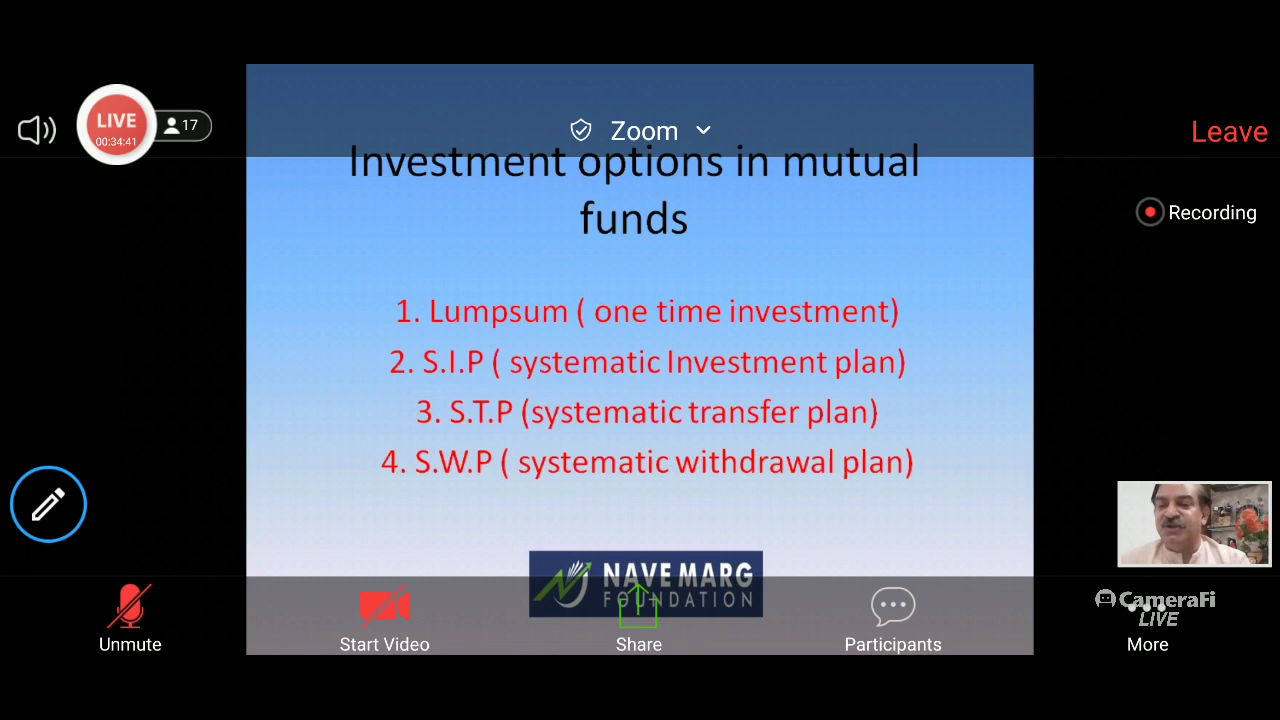 LIVE
00:34:41
17
Zoom
Leave
Investment options in mutual
funds
Recording
1. Lumpsum ( one time investment)
2. S.I.P ( systematic Investment plan)
3. S.T.P (systematic transfer plan)
4. S.W.P ( systematic withdrawal plan)
NAVE MARG
FOUNDATION
CameraFi
LIVE
Unmute
Start Video
Share
Participants
More